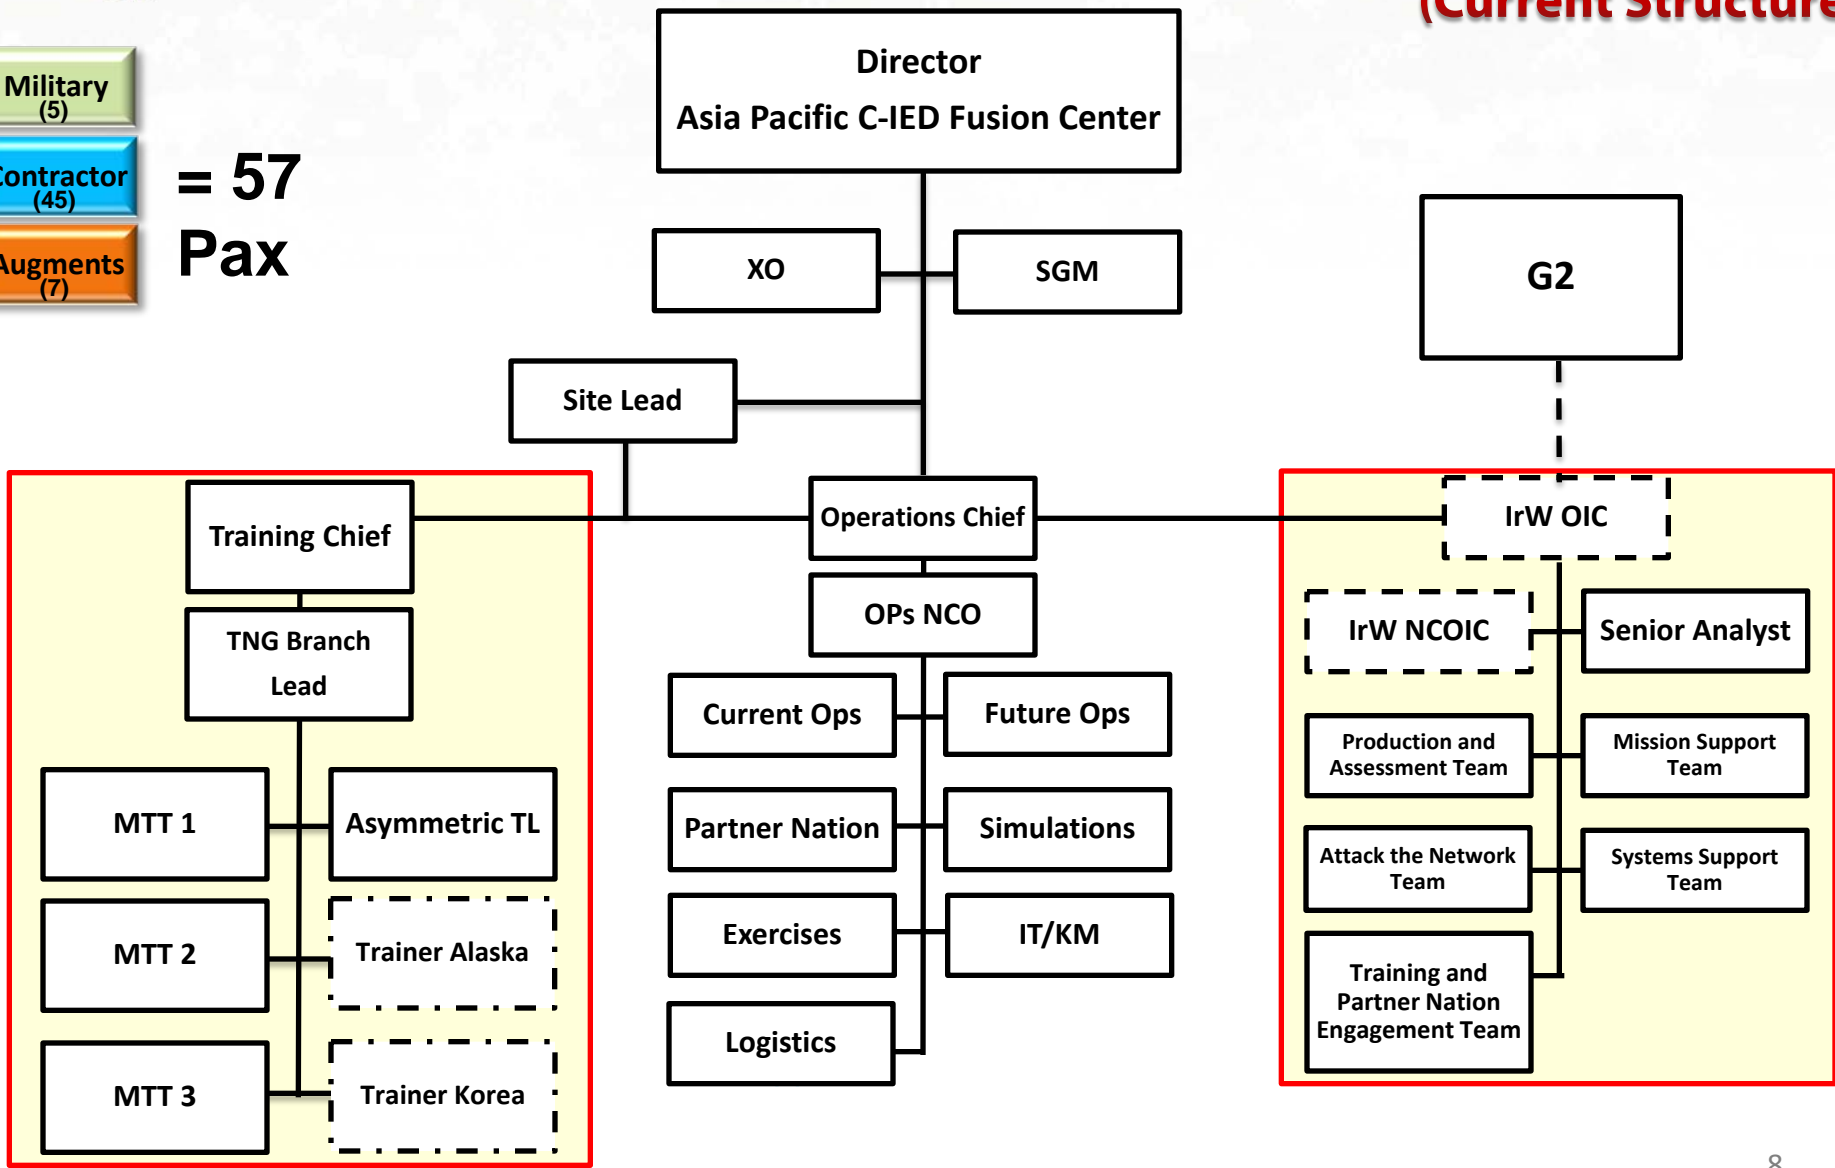 (Current Structure
Director
Asia Pacific C-IED Fusion Center
Military
(5)
Contractor
(45)
Augments
(7)
= 57
Pax
XO
SGM
G2
Site Lead
Training Chief
Operations Chief
IrW OIC
TNG Branch
Lead
OPs NCO
IrW NCOIC
Senior Analyst
Current Ops
Future Ops
Production and
Assessment Team
Mission Support
Team
MTT 1
Asymmetric TL
Partner Nation
Simulations
Attack the Network
Team
Systems Support
Team
MTT 2
Trainer Alaska
Exercises
IT/KM
Training and
Partner Nation
Engagement Team
Logistics
MTT 3
Trainer Korea
8